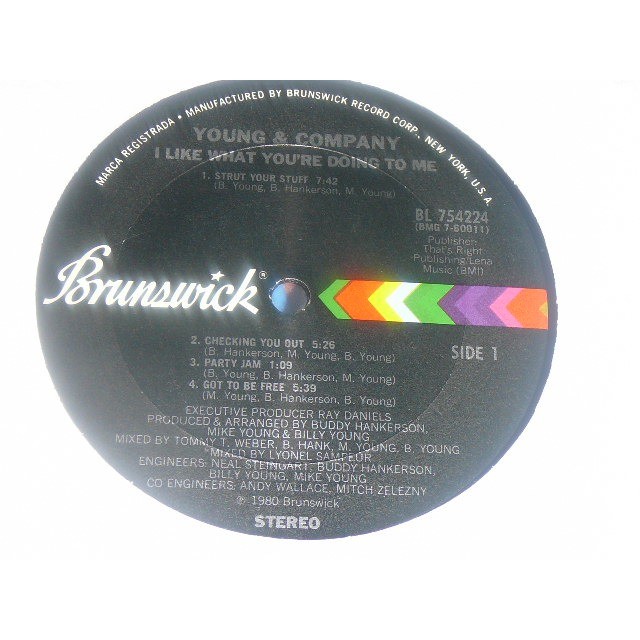 MARCA REGISTRADA • MANUFACTURED BY BRUNSWICK RECORD CORP., NEW YORK, U.S.A.
YOUNG & COMPANY
I LIKE WHAT YOU'RE DOING TO ME
1. STRUT YOUR STUFF 7:42
(B. Young, B. Hankerson, M. Young)
BL 754224
(BMG 7-60011)
Publisher:
That's Right
Publishing/Lena
Music (BMI)
Brunswick®
2. CHECKING YOU OUT 5:26
(B. Hankerson, M. Young, B. Young)
3. PARTY JAM 1:09
(B. Young, B. Hankerson, M. Young)
4. GOT TO BE FREE 5:39
(M. Young, B. Hankerson, B. Young)
SIDE 1
EXECUTIVE PRODUCER RAY DANIELS
PRODUCED & ARRANGED BY BUDDY HANKERSON,
MIKE YOUNG & BILLY YOUNG
MIXED BY TOMMY T. WEBER, B. HANK, M. YOUNG, B. YOUNG
*MIXED BY LYONEL SAMPEUR
ENGINEERS: NEAL STEINGART, BUDDY HANKERSON,
BILLY YOUNG, MIKE YOUNG
CO ENGINEERS: ANDY WALLACE, MITCH ZELEZNY
℗ 1980 Brunswick
STEREO